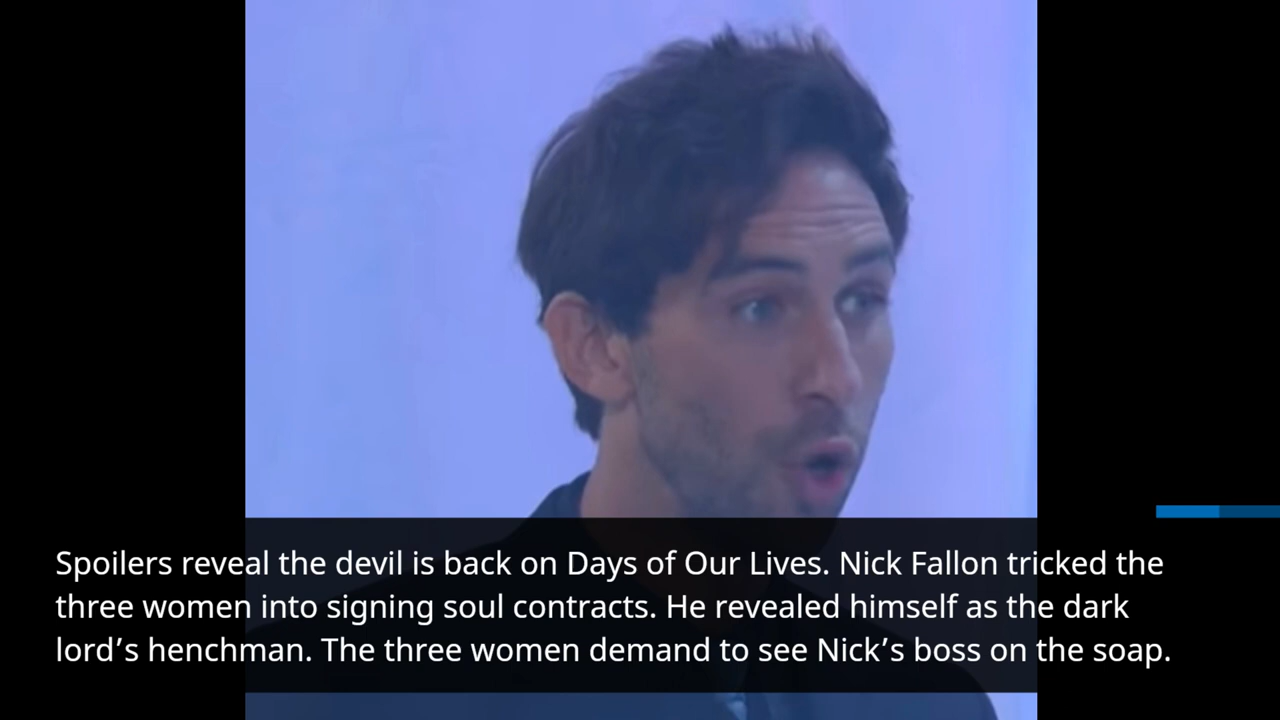 Spoilers reveal the devil is back on Days of Our Lives. Nick Fallon tricked the
three women into signing soul contracts. He revealed himself as the dark
lord’s henchman. The three women demand to see Nick’s boss on the soap.